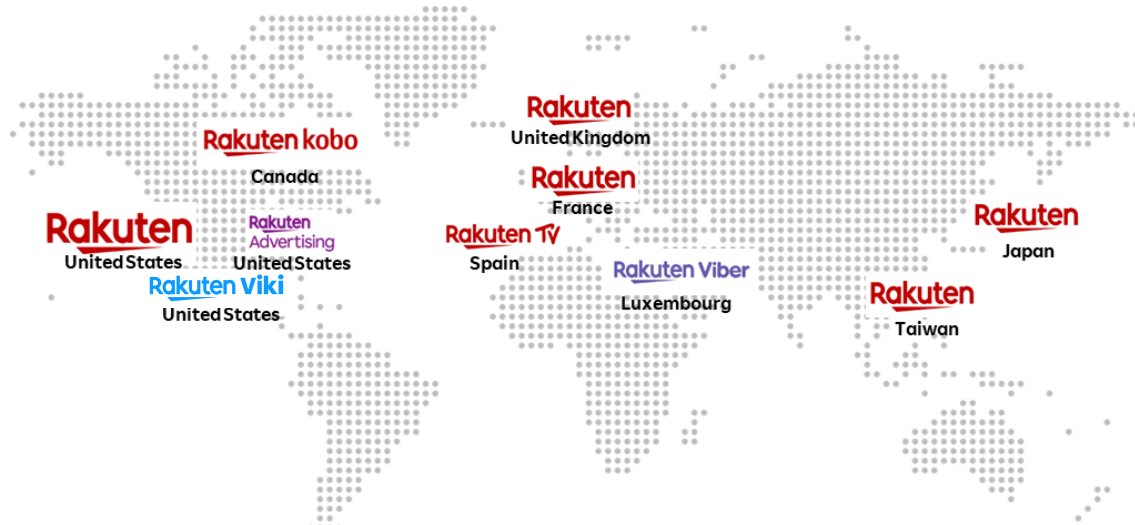 Rakuten
United Kingdom
Rakuten kobo
Canada
Rakuten
France
Rakuten
United States
Rakuten
Advertising
United States
Rakuten TV
Spain
Rakuten
Japan
Rakuten Viki
United States
Rakuten Viber
Luxembourg
Rakuten
Taiwan